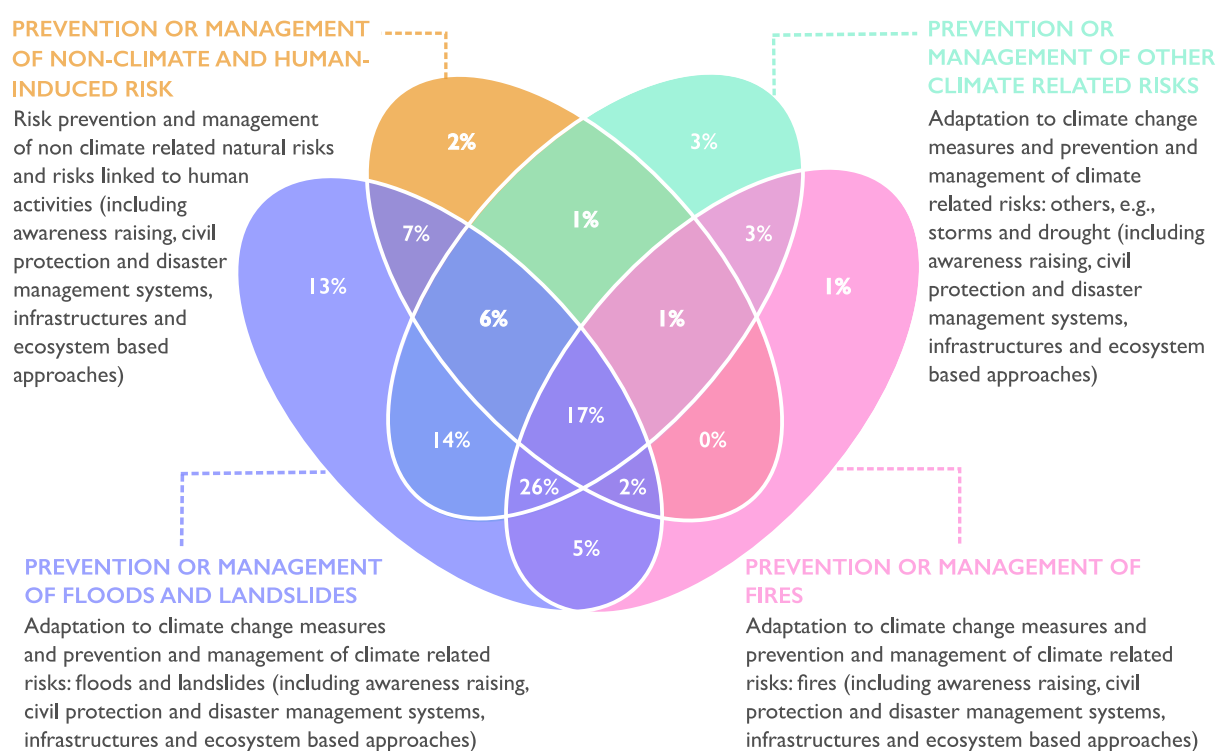 PREVENTION OR MANAGEMENT
OF NON-CLIMATE AND HUMAN-
INDUCED RISK
Risk prevention and management
of non climate related natural risks
and risks linked to human
activities (including
awareness raising, civil
protection and disaster
management systems,
infrastructures and
ecosystem based
approaches)
PREVENTION OR
MANAGEMENT OF OTHER
CLIMATE RELATED RISKS
Adaptation to climate change
measures and prevention and
management of climate
related risks: others, e.g.,
storms and drought (including
awareness raising, civil
protection and disaster
management systems,
infrastructures and ecosystem
based approaches)
2%
3%
1%
7%
3%
13%
1%
6%
1%
17%
14%
0%
26%
2%
5%
PREVENTION OR MANAGEMENT
OF FLOODS AND LANDSLIDES
Adaptation to climate change measures
and prevention and management of climate related
risks: floods and landslides (including awareness raising,
civil protection and disaster management systems,
infrastructures and ecosystem based approaches)
PREVENTION OR MANAGEMENT OF
FIRES
Adaptation to climate change measures and
prevention and management of climate related
risks: fires (including awareness raising, civil
protection and disaster management systems,
infrastructures and ecosystem based approaches)